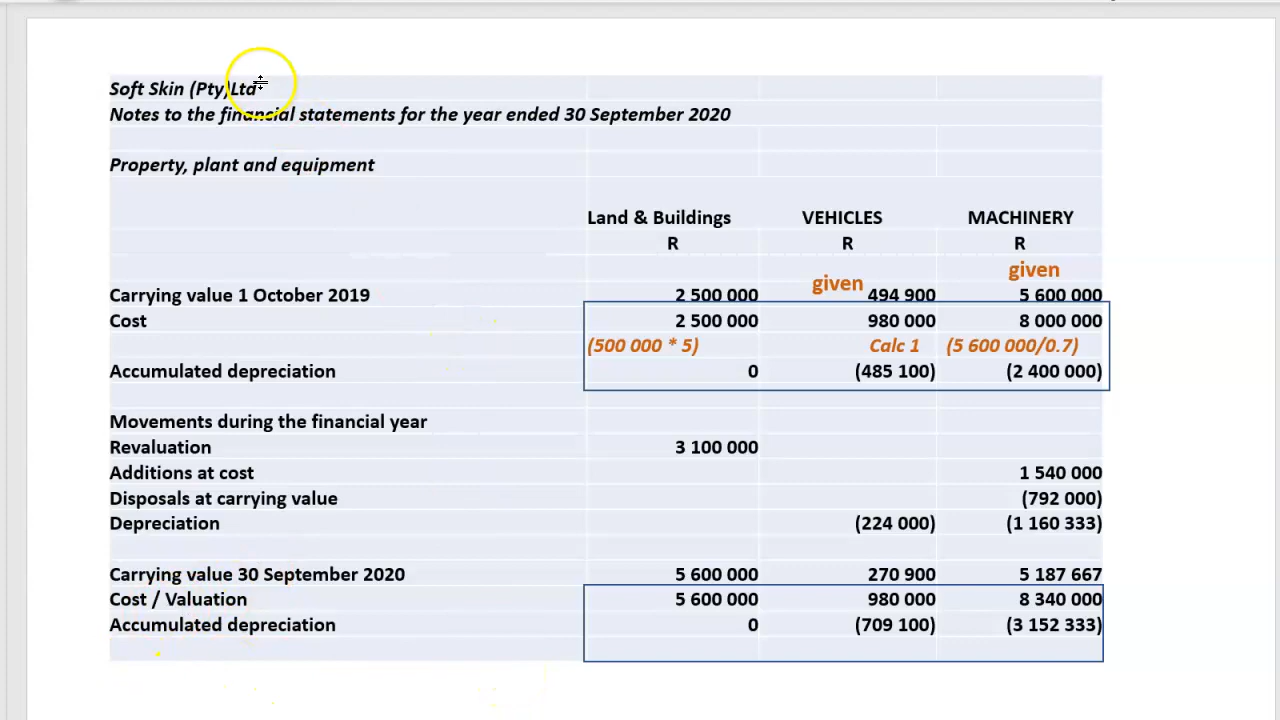 Soft Skin (Pty)Ltd
Notes to the financial statements for the year ended 30 September 2020
Property, plant and equipment
Land & Buildings VEHICLES MACHINERY
R R R
given given
Carrying value 1 October 2019 2 500 000 494 900 5 600 000
Cost 2 500 000 980 000 8 000 000
(500 000 * 5) Calc 1 (5 600 000/0.7)
Accumulated depreciation 0 (485 100) (2 400 000)
Movements during the financial year
Revaluation 3 100 000
Additions at cost 1 540 000
Disposals at carrying value (792 000)
Depreciation (224 000) (1 160 333)
Carrying value 30 September 2020 5 600 000 270 900 5 187 667
Cost / Valuation 5 600 000 980 000 8 340 000
Accumulated depreciation 0 (709 100) (3 152 333)